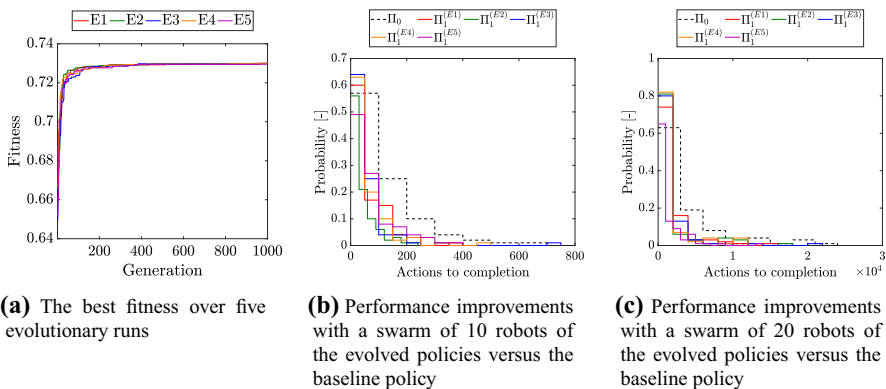 E1 E2 E3 E4 E5
0.74
0.72
0.7
0.68
0.66
0.64
Fitness
200 400 600 800 1000
Generation
(a) The best fitness over five
evolutionary runs
Π₀ Π₁^(E1) Π₁^(E2) Π₁^(E3)
Π₁^(E4) Π₁^(E5)
0.7
0.6
0.5
0.4
0.3
0.2
0.1
0
Probability [-]
0 200 400 600 800
Actions to completion
(b) Performance improvements
with a swarm of 10 robots of
the evolved policies versus the
baseline policy
Π₀ Π₁^(E1) Π₁^(E2) Π₁^(E3)
Π₁^(E4) Π₁^(E5)
1
0.8
0.6
0.4
0.2
0
Probability [-]
0 1 2 3
Actions to completion ×10⁴
(c) Performance improvements
with a swarm of 20 robots of
the evolved policies versus the
baseline policy